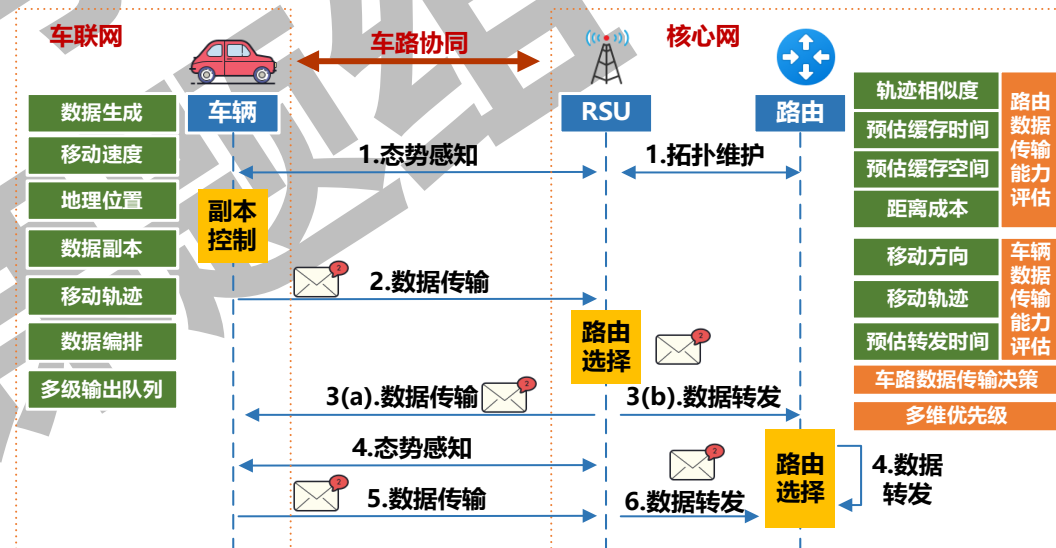 车联网
车路协同
核心网
车辆
RSU
路由
数据生成
移动速度
地理位置
数据副本
移动轨迹
数据编排
多级输出队列
1.态势感知
1.拓扑维护
副本
控制
2
2.数据传输
路由
选择
2
3(a).数据传输
2
3(b).数据转发
4.态势感知
2
路由
选择
4.数据
转发
2
5.数据传输
6.数据转发
轨迹相似度
预估缓存时间
预估缓存空间
距离成本
路由
数据
传输
能力
评估
移动方向
移动轨迹
预估转发时间
车辆
数据
传输
能力
评估
车路数据传输决策
多维优先级